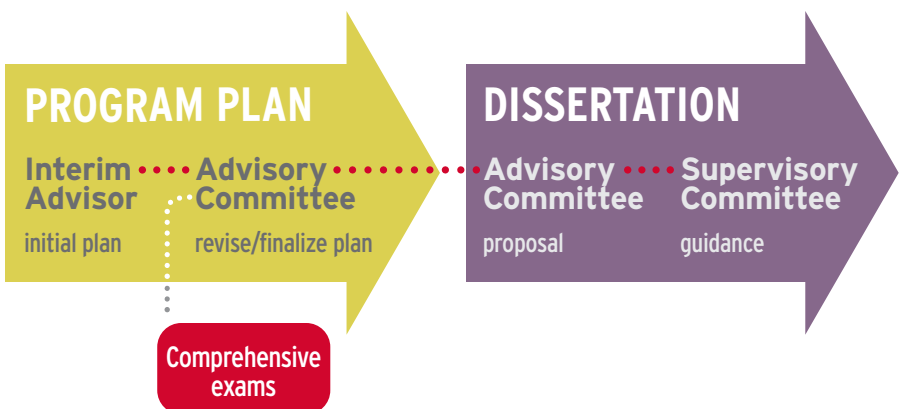 PROGRAM PLAN
Interim
Advisor
initial plan
Advisory
Committee
revise/finalize plan
Comprehensive
exams
DISSERTATION
Advisory
Committee
proposal
Supervisory
Committee
guidance